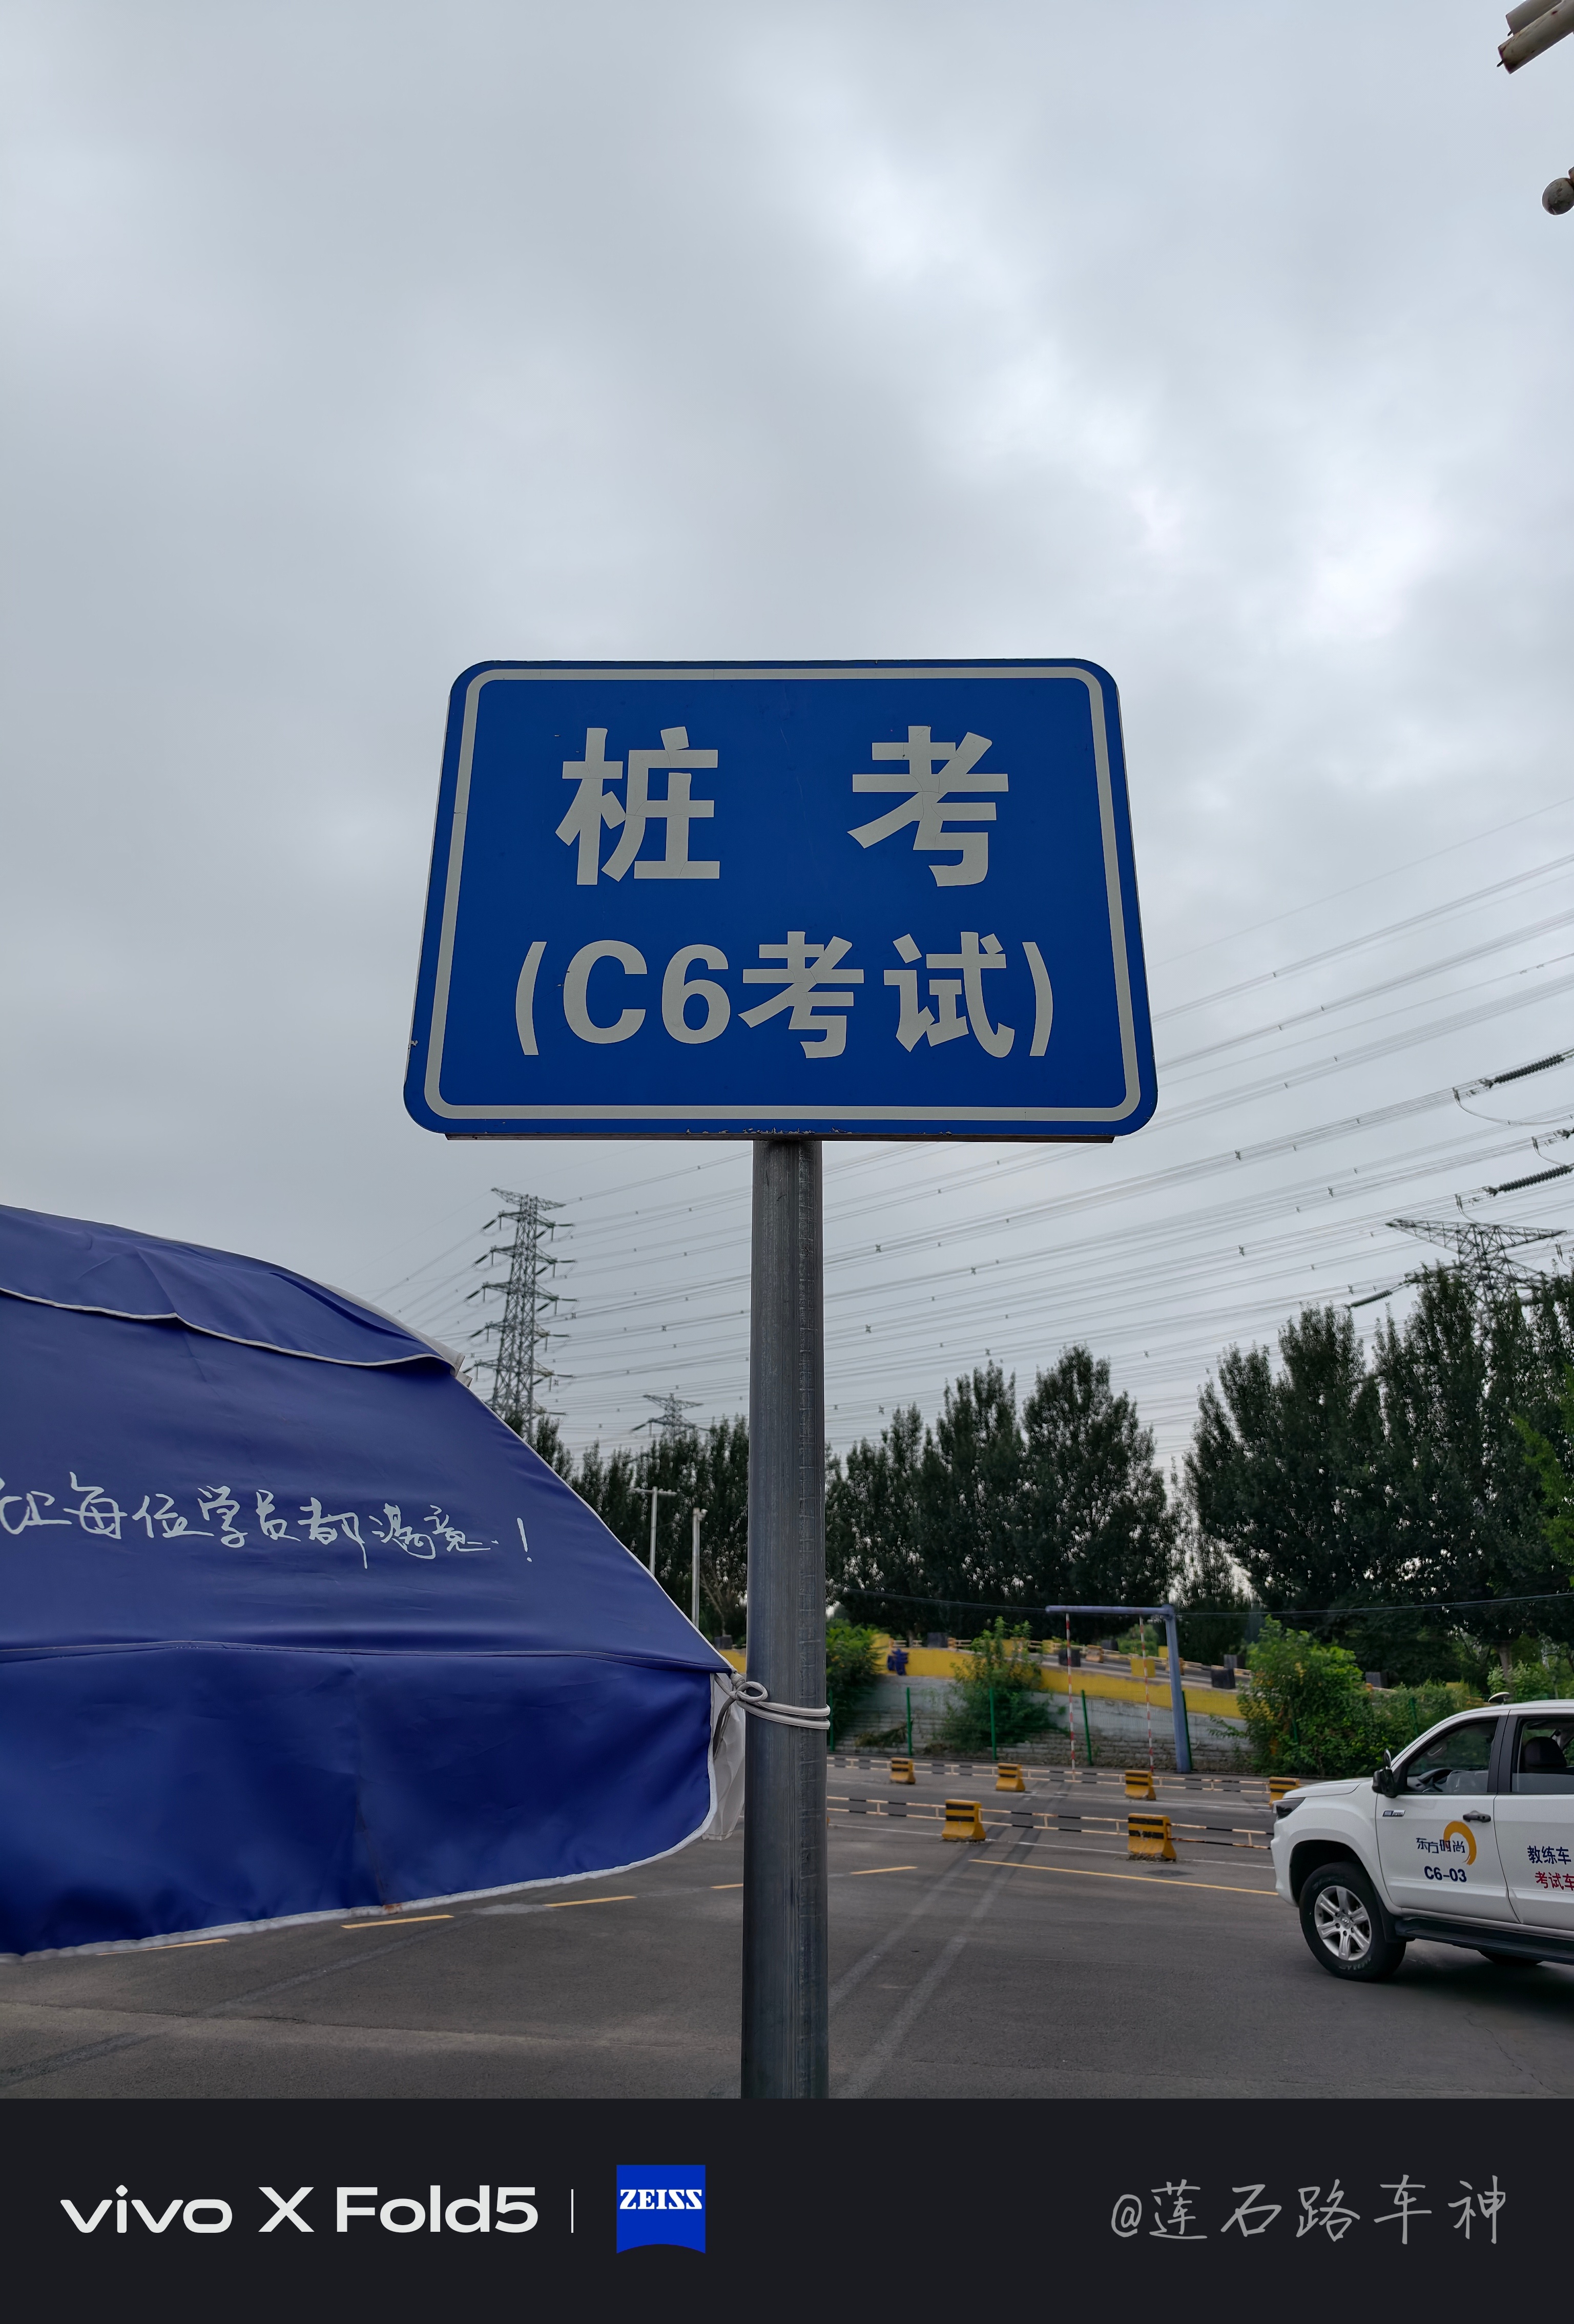 桩 考
(C6考试)
每位学员都满意!
东方时尚
C6-03
教练车
考试车
vivo X Fold5
ZEISS
@莲石路车神